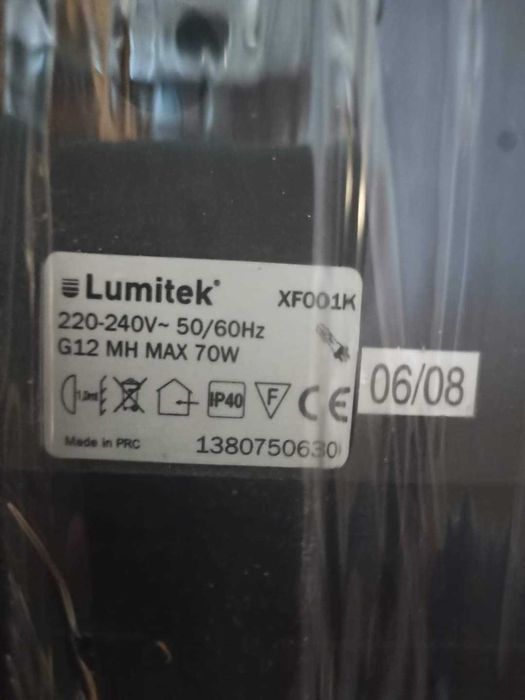 Lumitek
XF001K
220-240V~ 50/60Hz
G12 MH MAX 70W
IP40
F
CE
06/08
Made in PRC
1380750630